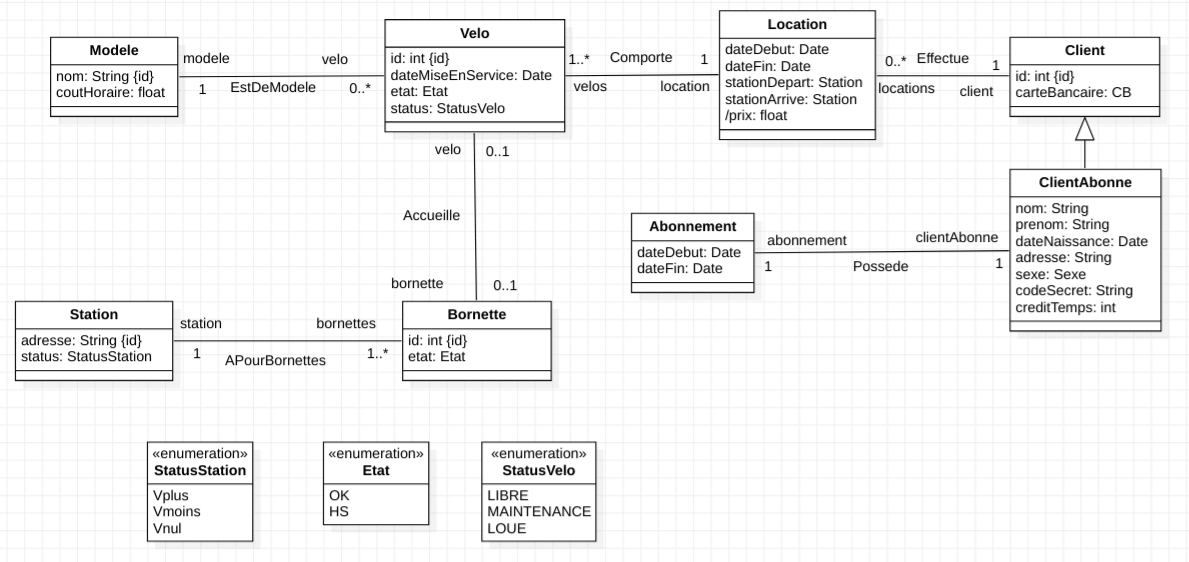 Modele
nom: String {id}
coutHoraire: float
modele
velo
1
EstDeModele
0..*
Velo
id: int {id}
dateMiseEnService: Date
etat: Etat
status: StatusVelo
1..*
Comporte
1
velos
location
Location
dateDebut: Date
dateFin: Date
stationDepart: Station
stationArrive: Station
/prix: float
0..*
Effectue
1
locations
client
Client
id: int {id}
carteBancaire: CB
velo
0..1
Accueille
bornette
0..1
Abonnement
dateDebut: Date
dateFin: Date
abonnement
clientAbonne
1
Possede
1
ClientAbonne
nom: String
prenom: String
dateNaissance: Date
adresse: String
sexe: Sexe
codeSecret: String
creditTemps: int
Station
adresse: String {id}
status: StatusStation
station
bornettes
1
APourBornettes
1..*
Bornette
id: int {id}
etat: Etat
«enumeration»
StatusStation
Vplus
Vmoins
Vnul
«enumeration»
Etat
OK
HS
«enumeration»
StatusVelo
LIBRE
MAINTENANCE
LOUE